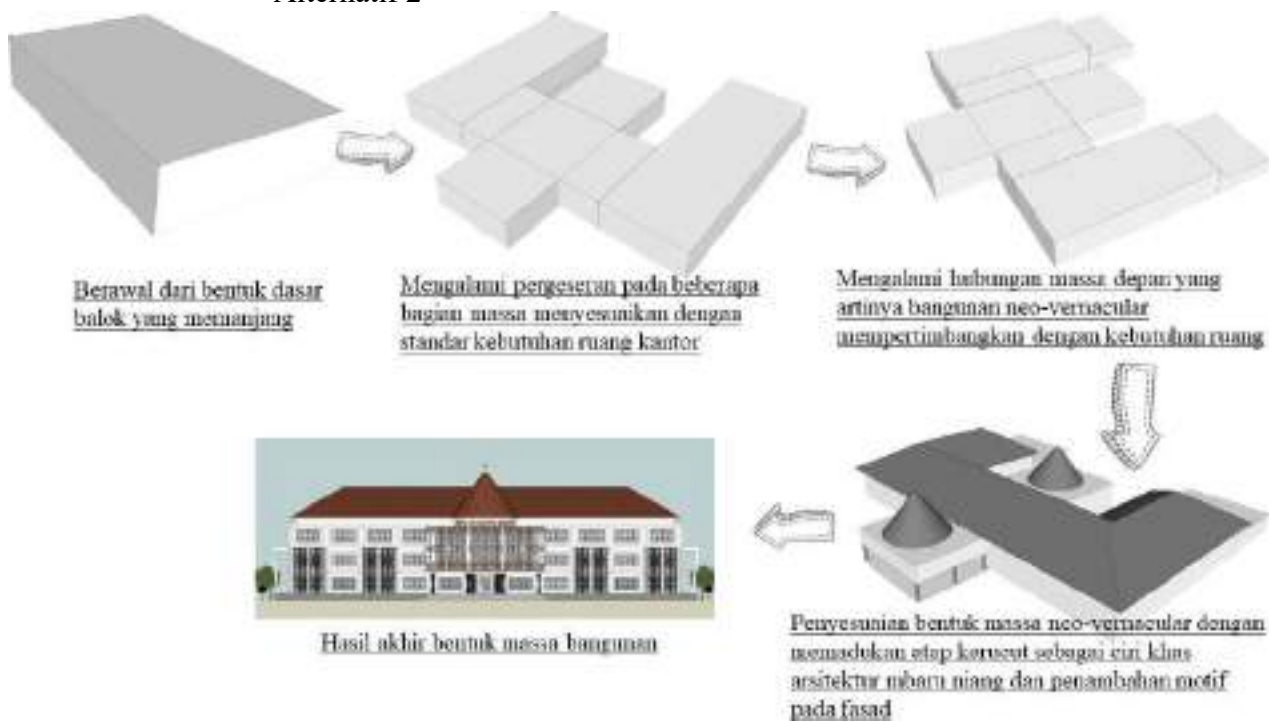 Alternatif 2
Berawal dari bentuk dasar
balok yang memanjang
Mengalami pergeseran pada beberapa
bagian massa menyesuaikan dengan
standar kebutuhan ruang kantor
Mengalami hubungan massa depan yang
artinya bangunan neo-vernacular
mempertimbangkan dengan kebutuhan ruang
Penyesuaian bentuk massa neo-vernacular dengan
memadukan atap kerucut sebagai ciri khas
arsitektur mbaru niang dan penambahan motif
pada fasad
Hasil akhir bentuk massa bangunan